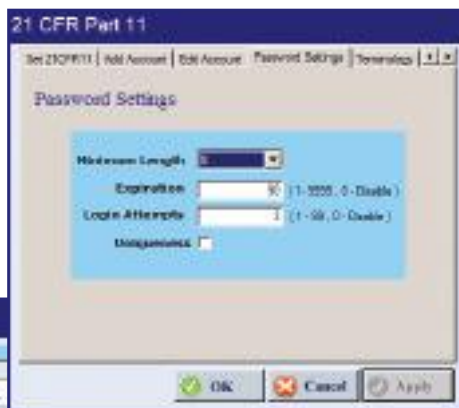 21 CFR Part 11
Set 21CFR11 Add Account Edit Account Password Settings Terminology
Password Settings
Minimum Length
Expiration 90 (1 - 9999, 0 - Disable)
Login Attempts 3 (1 - 99, 0 - Disable)
Uniqueness
OK Cancel Apply